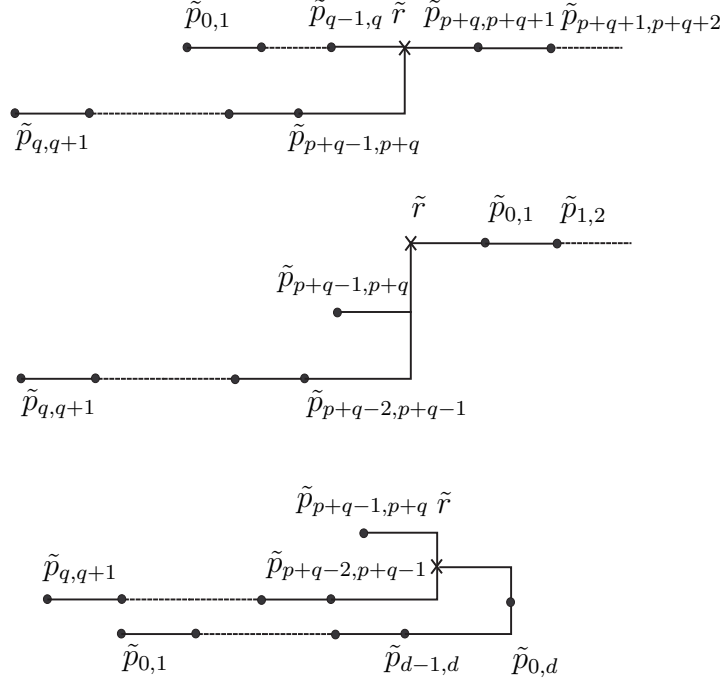 p̃_{0,1} p̃_{q−1,q} r̃ p̃_{p+q,p+q+1} p̃_{p+q+1,p+q+2}
p̃_{q,q+1} p̃_{p+q−1,p+q}
r̃ p̃_{0,1} p̃_{1,2}
p̃_{p+q−1,p+q}
p̃_{q,q+1} p̃_{p+q−2,p+q−1}
p̃_{p+q−1,p+q} r̃
p̃_{q,q+1} p̃_{p+q−2,p+q−1}
p̃_{0,1} p̃_{d−1,d} p̃_{0,d}